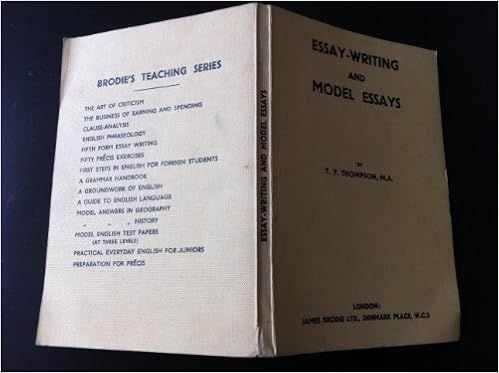 BRODIE'S TEACHING SERIES
THE ART OF CRITICISM
THE BUSINESS OF EARNING AND SPENDING
CLAUSE-ANALYSIS
ENGLISH PHRASEOLOGY
FIFTH FORM ESSAY WRITING
FIFTY PRÉCIS EXERCISES
FIRST STEPS IN ENGLISH FOR FOREIGN STUDENTS
A GRAMMAR HANDBOOK
A GROUNDWORK OF ENGLISH
A GUIDE TO ENGLISH LANGUAGE
MODEL ANSWERS IN GEOGRAPHY
" " " HISTORY
MODEL ENGLISH TEST PAPERS
(AT THREE LEVELS)
PRACTICAL EVERYDAY ENGLISH FOR JUNIORS
PREPARATION FOR PRÉCIS
ESSAY-WRITING AND MODEL ESSAYS
ESSAY-WRITING
AND
MODEL ESSAYS
BY
T. F. THOMPSON, M.A.
LONDON:
JAMES BRODIE LTD., DENMARK PLACE, W.C.2